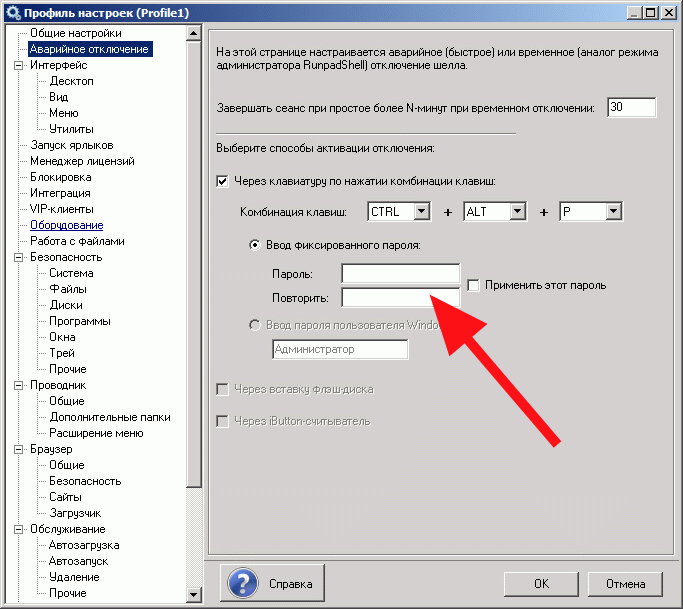 Профиль настроек (Profile1)
Общие настройки
Аварийное отключение
Интерфейс
Десктоп
Вид
Меню
Утилиты
Запуск ярлыков
Менеджер лицензий
Блокировка
Интеграция
VIP-клиенты
Оборудование
Работа с файлами
Безопасность
Система
Файлы
Диски
Программы
Окна
Трей
Прочие
Проводник
Общие
Дополнительные папки
Расширение меню
Браузер
Общие
Безопасность
Сайты
Загрузчик
Обслуживание
Автозагрузка
Автозапуск
Удаление
Прочие
На этой странице настраивается аварийное (быстрое) или временное (аналог режима
администратора RunpadShell) отключение шелла.
Завершать сеанс при простое более N-минут при временном отключении: 30
Выберите способы активации отключения:
Через клавиатуру по нажатии комбинации клавиш:
Комбинация клавиш: CTRL + ALT + P
Ввод фиксированного пароля:
Пароль:
Применить этот пароль
Повторить:
Ввод пароля пользователя Windo
Администратор
Через вставку флэш-диска
Через iButton-считыватель
? Справка
OK
Отмена